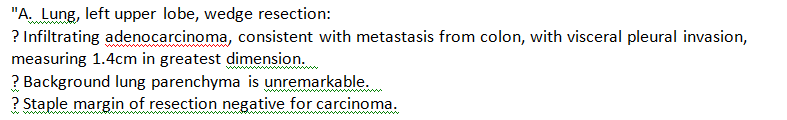 "A.  Lung, left upper lobe, wedge resection:
? Infiltrating adenocarcinoma, consistent with metastasis from colon, with visceral pleural invasion,
measuring 1.4cm in greatest dimension.
? Background lung parenchyma is unremarkable.
? Staple margin of resection negative for carcinoma.